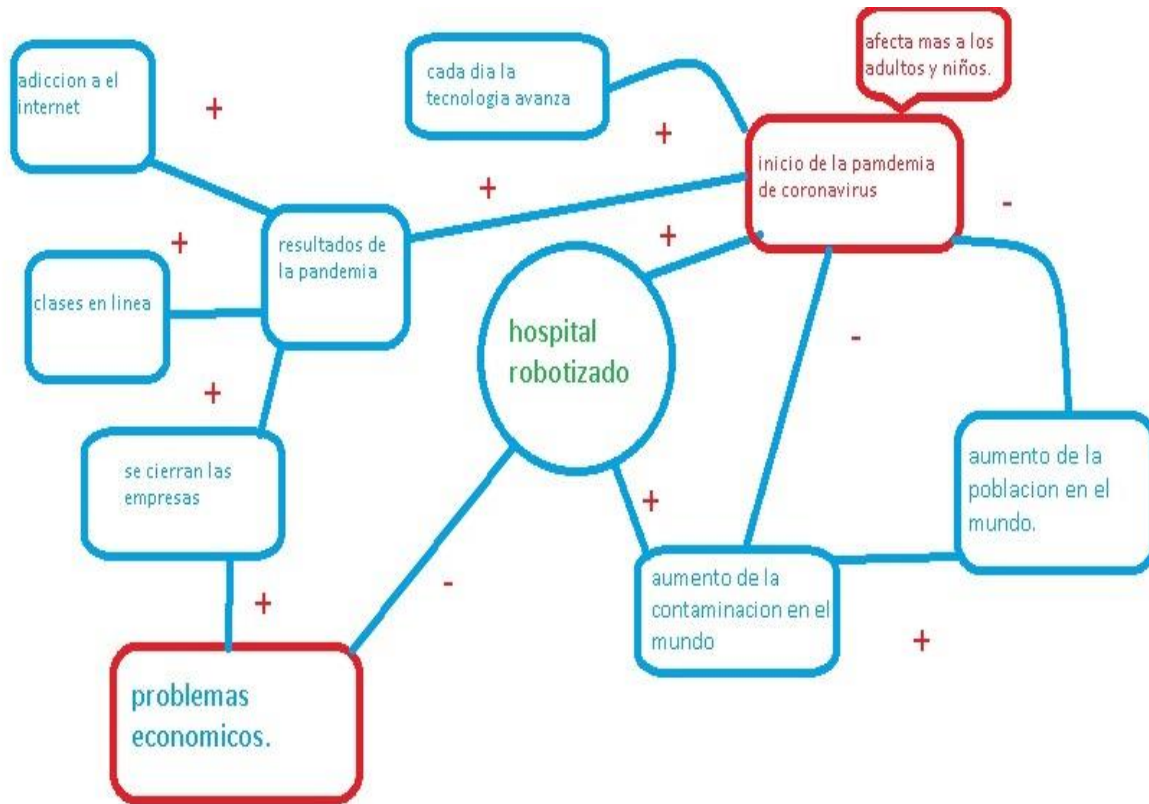 adiccion a el
internet
+
cada dia la
tecnologia avanza
afecta mas a los
adultos y niños.
+
+
inicio de la pamdemia
de coronavirus
-
clases en linea
+
resultados de
la pandemia
+
hospital
robotizado
-
+
se cierran las
empresas
+
-
problemas
economicos.
+
aumento de la
contaminacion en el
mundo
aumento de la
poblacion en el
mundo.
+